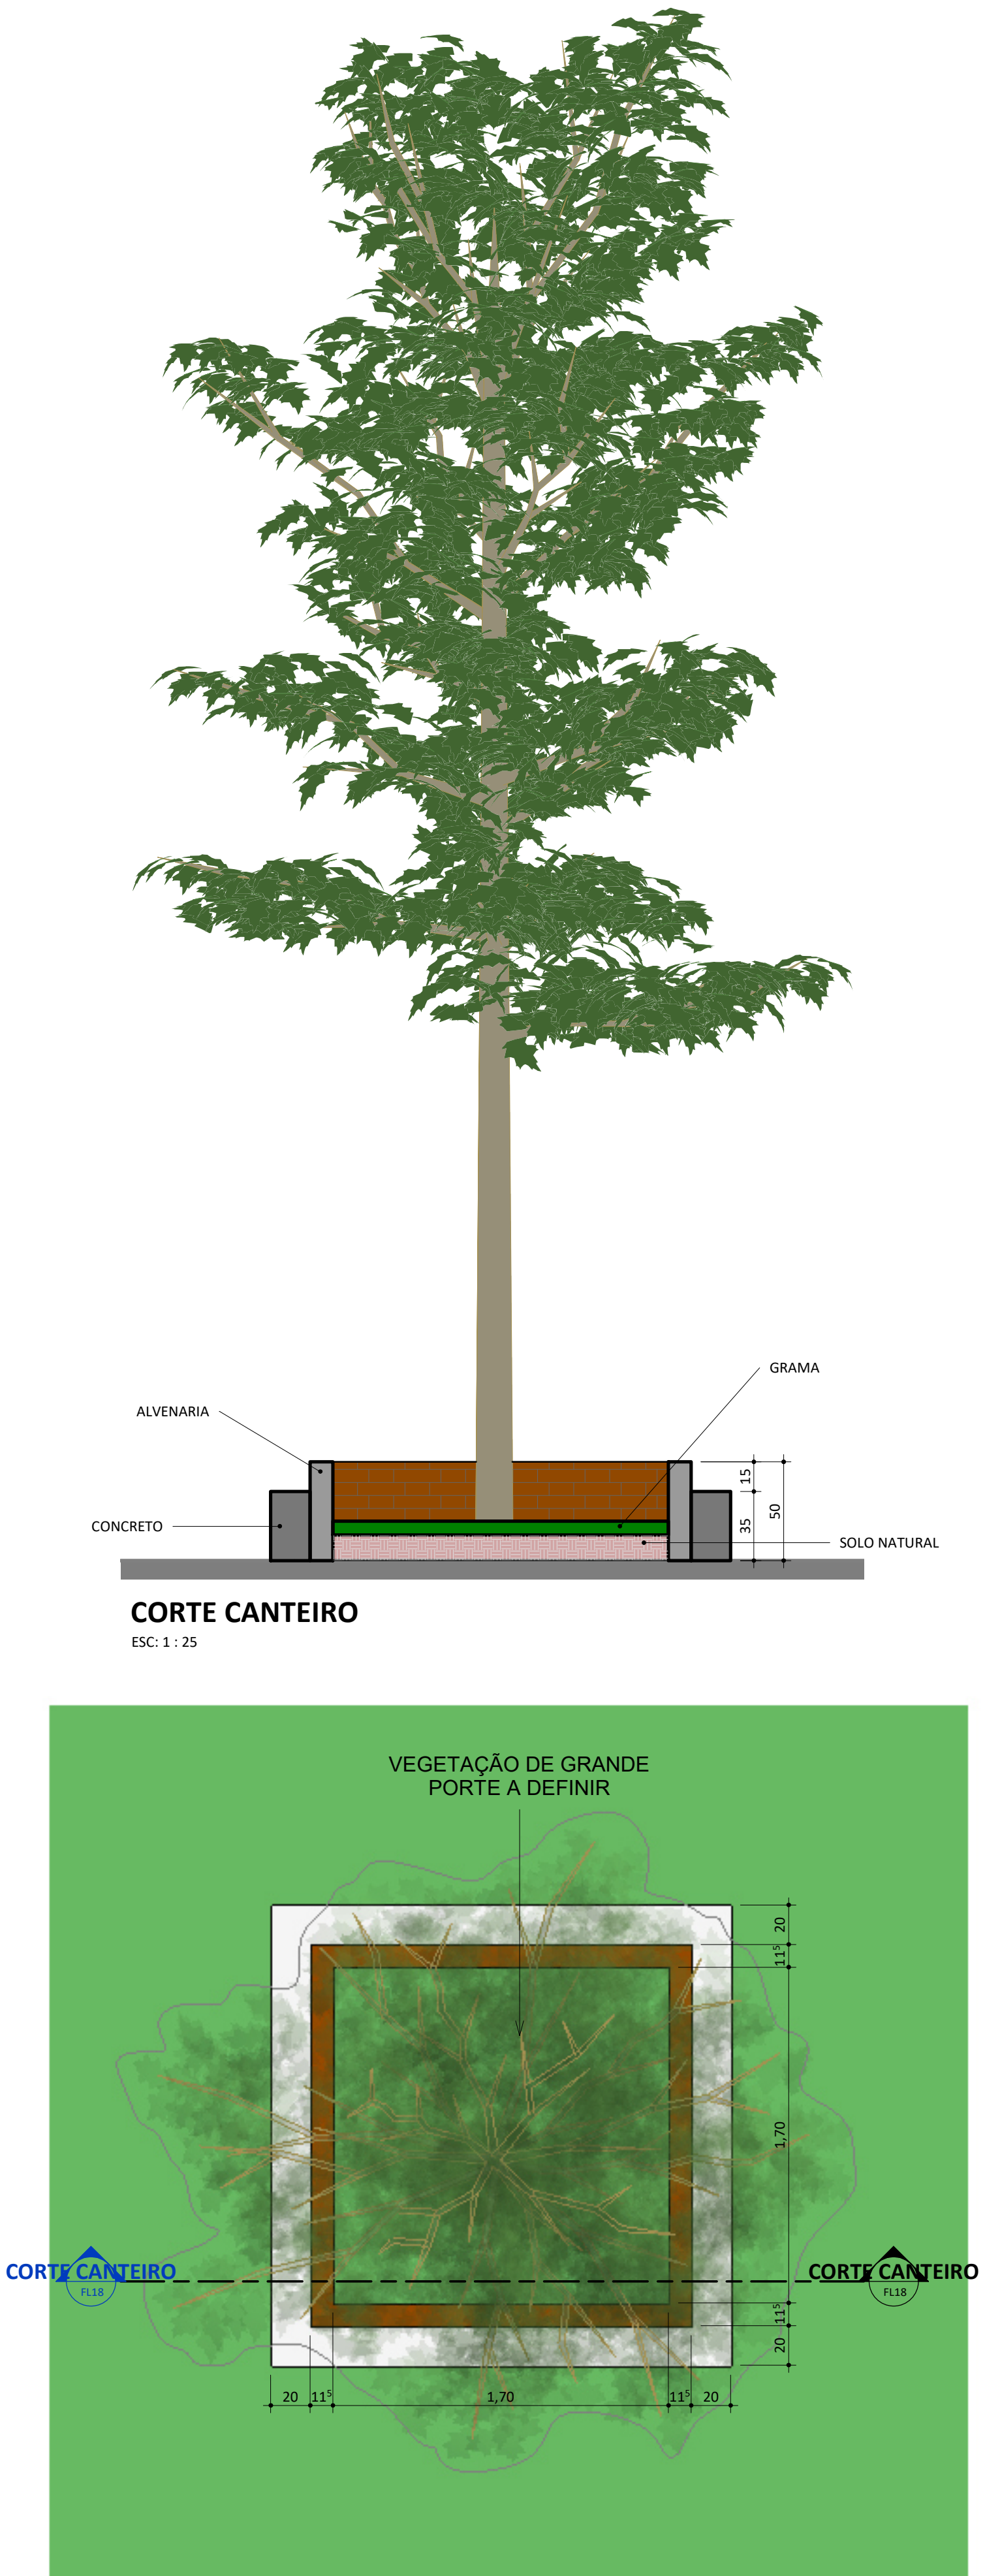 GRAMA
ALVENARIA
15
50
35
CONCRETO
SOLO NATURAL
CORTE CANTEIRO
ESC: 1 : 25
VEGETAÇÃO DE GRANDE
PORTE A DEFINIR
20
11⁵
1,70
CORTE CANTEIRO
FL18
CORTE CANTEIRO
FL18
11⁵
20
20 11⁵ 1,70 11⁵ 20